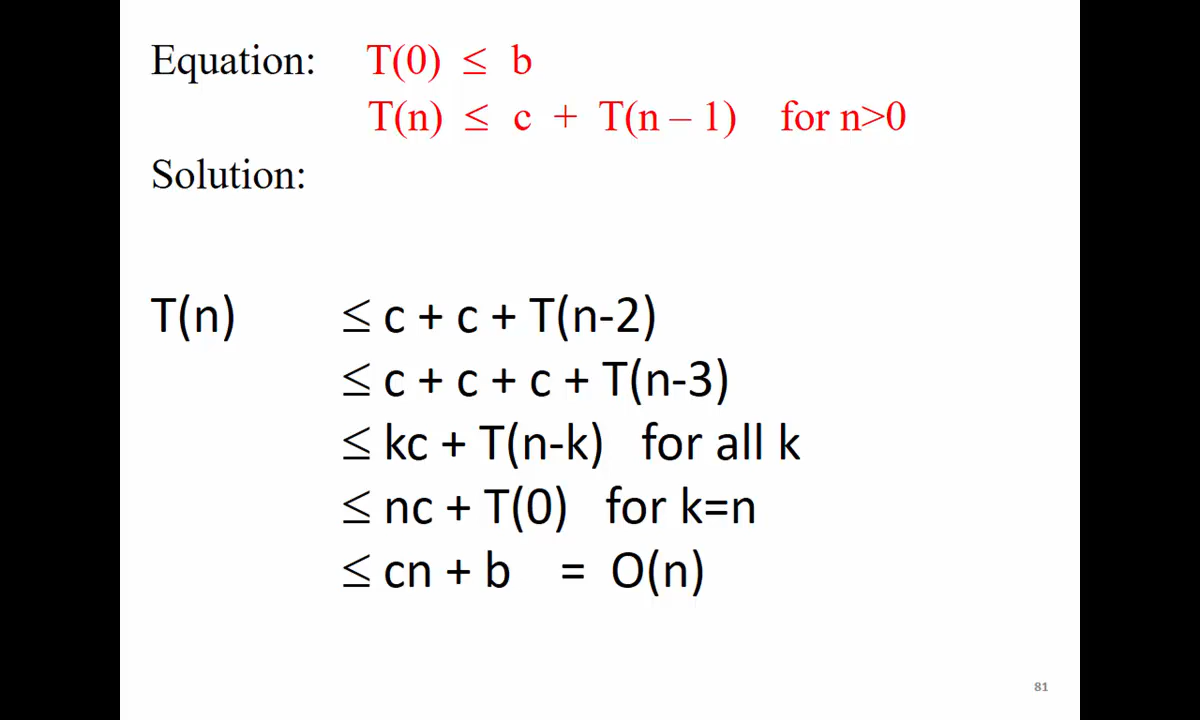 Equation: T(0) ≤ b
T(n) ≤ c + T(n – 1) for n>0
Solution:
T(n) ≤ c + c + T(n-2)
≤ c + c + c + T(n-3)
≤ kc + T(n-k) for all k
≤ nc + T(0) for k=n
≤ cn + b = O(n)
81